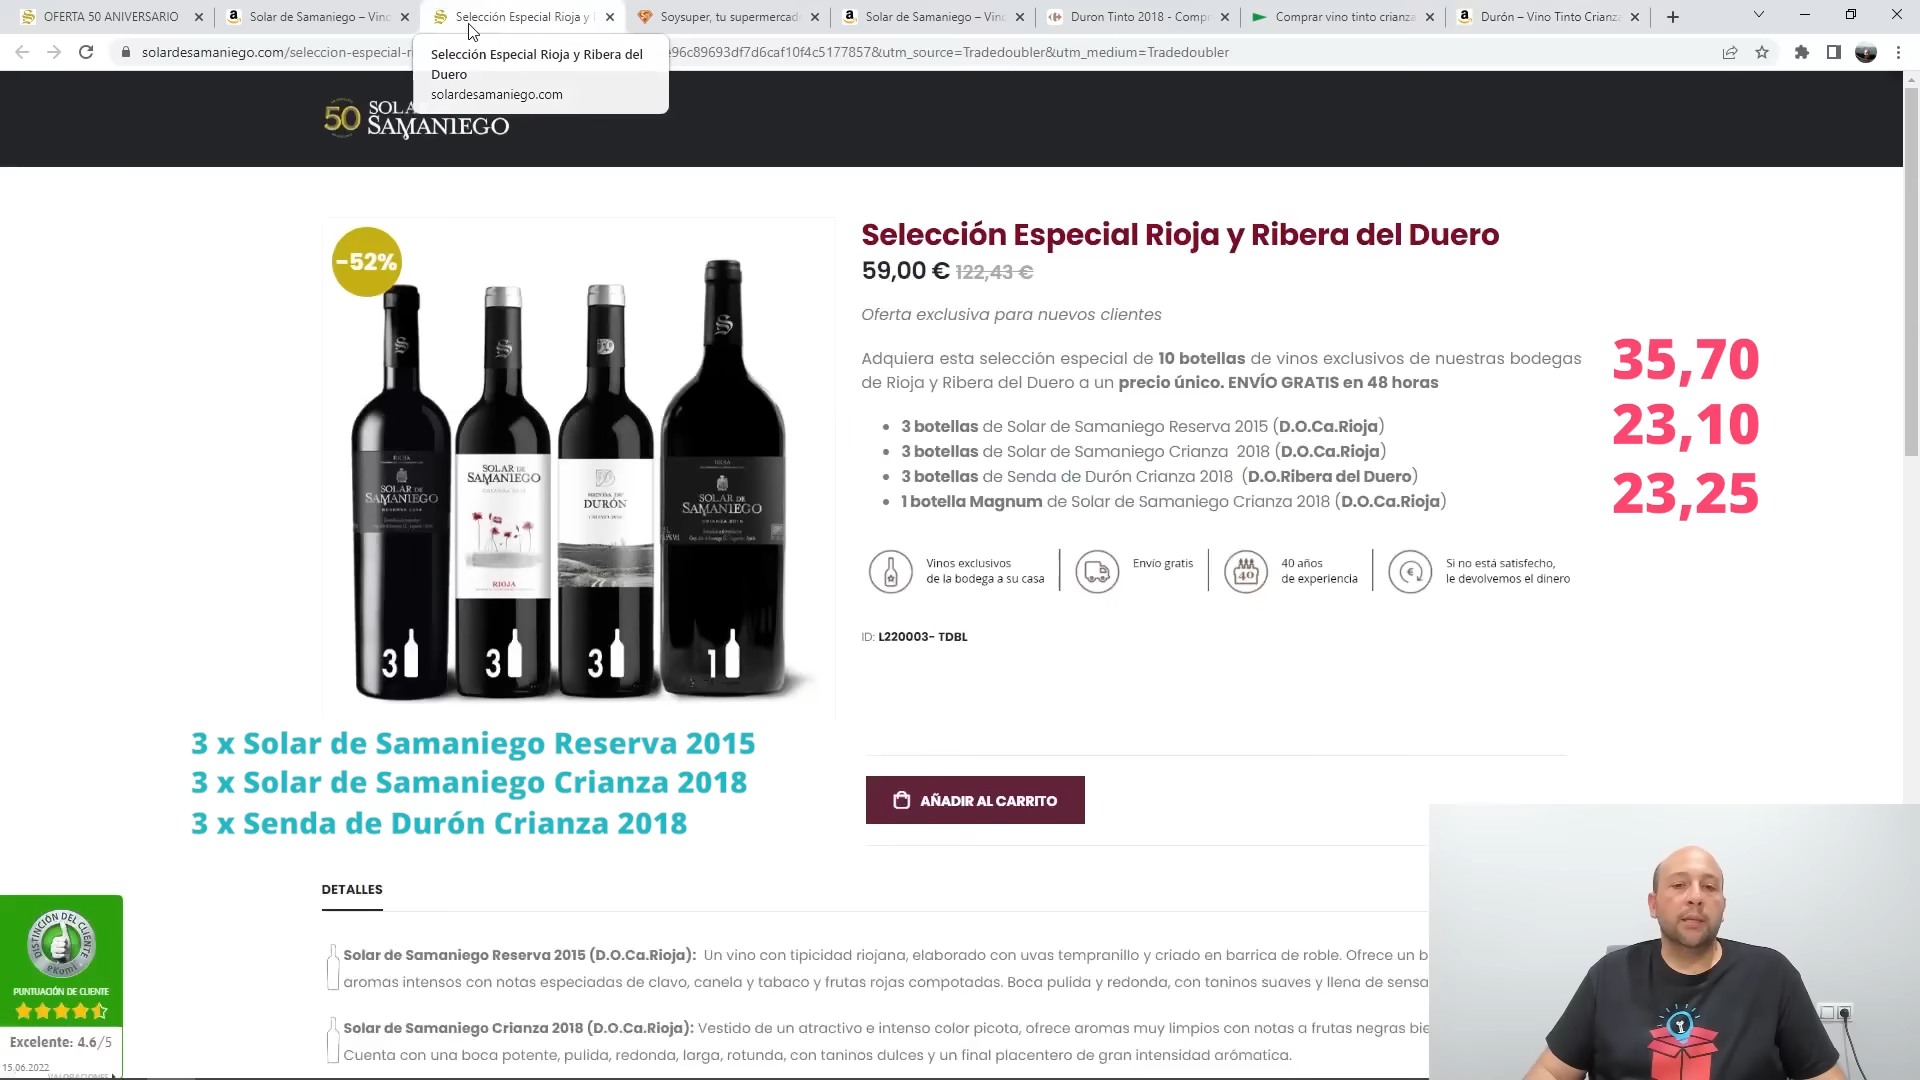 OFERTA 50 ANIVERSARIO
Solar de Samaniego – Vino
Selección Especial Rioja y
Soysuper, tu supermercado
Solar de Samaniego – Vino
Duron Tinto 2018 - Comp
Comprar vino tinto crianza
Durón – Vino Tinto Crianza
solardesamaniego.com/seleccion-especial-r
e96c89693df7d6caf10f4c5177857&utm_source=Tradedoubler&utm_medium=Tradedoubler
Selección Especial Rioja y Ribera del
Duero
solardesamaniego.com
50 SOLAR
SAMANIEGO
-52%
Selección Especial Rioja y Ribera del Duero
59,00 € 122,43 €
Oferta exclusiva para nuevos clientes
Adquiera esta selección especial de 10 botellas de vinos exclusivos de nuestras bodegas
de Rioja y Ribera del Duero a un precio único. ENVÍO GRATIS en 48 horas
3 botellas de Solar de Samaniego Reserva 2015 (D.O.Ca.Rioja)
3 botellas de Solar de Samaniego Crianza 2018 (D.O.Ca.Rioja)
3 botellas de Senda de Durón Crianza 2018 (D.O.Ribera del Duero)
1 botella Magnum de Solar de Samaniego Crianza 2018 (D.O.Ca.Rioja)
35,70
23,10
23,25
Vinos exclusivos
de la bodega a su casa
Envío gratis
40
40 años
de experiencia
€
Si no está satisfecho,
le devolvemos el dinero
ID: L220003- TDBL
RIOJA
SOLAR DE
SAMANIEGO
SOLAR DE
SAMANIEGO
RIOJA
DURÓN
RIOJA
SOLAR DE
SAMANIEGO
3
3
3
1
3 x Solar de Samaniego Reserva 2015
3 x Solar de Samaniego Crianza 2018
3 x Senda de Durón Crianza 2018
AÑADIR AL CARRITO
DETALLES
Solar de Samaniego Reserva 2015 (D.O.Ca.Rioja): Un vino con tipicidad riojana, elaborado con uvas tempranillo y criado en barrica de roble. Ofrece un b
aromas intensos con notas especiadas de clavo, canela y tabaco y frutas rojas compotadas. Boca pulida y redonda, con taninos suaves y llena de sensa
Solar de Samaniego Crianza 2018 (D.O.Ca.Rioja): Vestido de un atractivo e intenso color picota, ofrece aromas muy limpios con notas a frutas negras bie
Cuenta con una boca potente, pulida, redonda, larga, rotunda, con taninos dulces y un final placentero de gran intensidad arómatica.
DISTINCIÓN DEL CLIENTE
eKomi
PUNTUACIÓN DE CLIENTE
Excelente: 4.6/5
15.06.2022
VALORACIONES